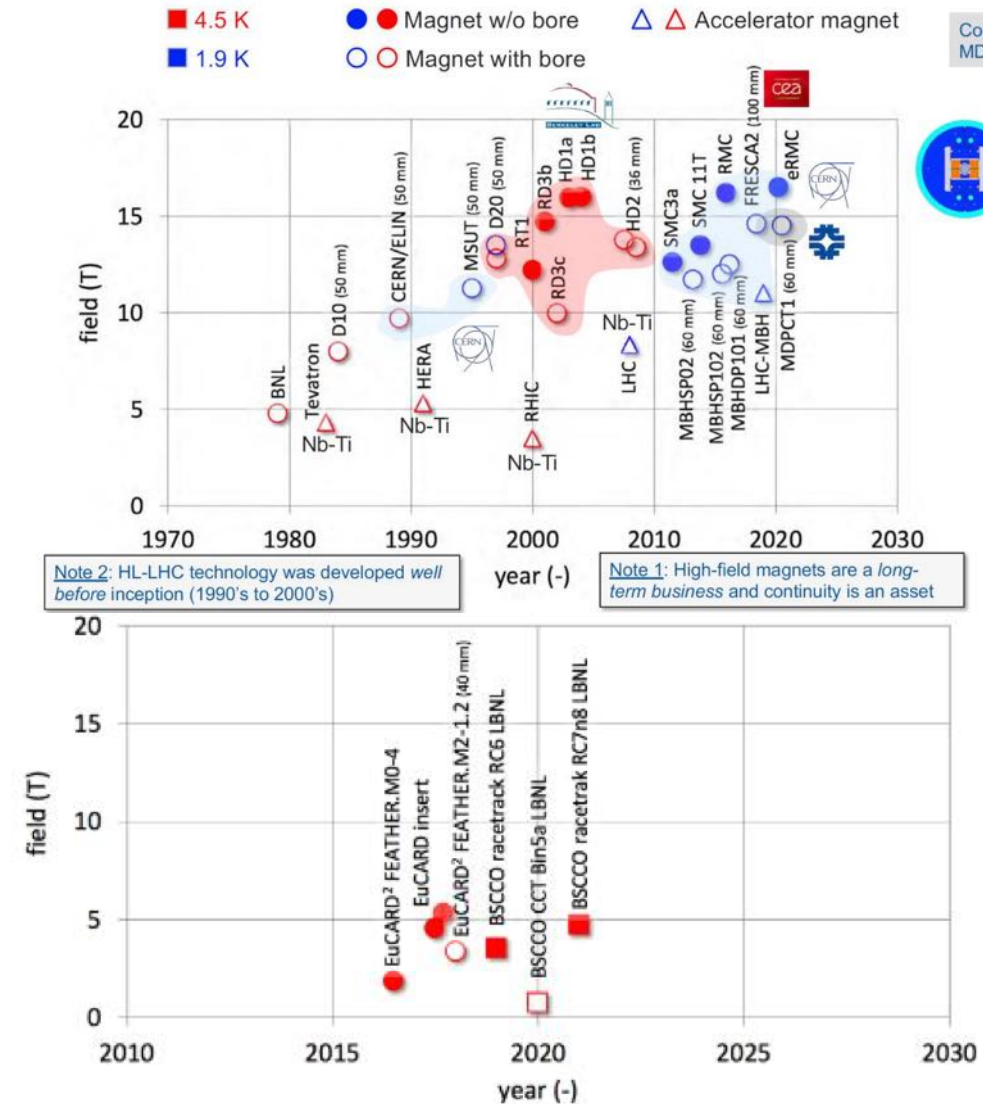 4.5 K
Magnet w/o bore
Accelerator magnet
1.9 K
Magnet with bore
Co
MD
field (T)
20
15
10
5
0
BNL
Tevatron
Nb-Ti
D10 (50 mm)
CERN/ELIN (50 mm)
HERA
Nb-Ti
CERN
MSUT (50 mm)
D20 (50 mm)
RT1
RD3b
HD1a
HD1b
BERKELEY LAB
RD3c
RHIC
Nb-Ti
HD2 (36 mm)
Nb-Ti
LHC
SMC3a
SMC 11T
RMC
FRESCA2 (100 mm)
cea
eRMC
CERN
MBHSP02 (60 mm)
MBHSP102 (60 mm)
MBHDP101 (60 mm)
LHC-MBH
MDPCT1 (60 mm)
1970
1980
1990
2000
2010
2020
2030
year (-)
Note 2: HL-LHC technology was developed well
before inception (1990's to 2000's)
Note 1: High-field magnets are a long-
term business and continuity is an asset
field (T)
20
15
10
5
0
EuCARD² FEATHER.M0-4
EuCARD insert
EuCARD² FEATHER.M2-1.2 (40 mm)
BSCCO racetrack RC6 LBNL
BSCCO CCT Bin5a LBNL
BSCCO racetrak RC7n8 LBNL
2010
2015
2020
2025
2030
year (-)